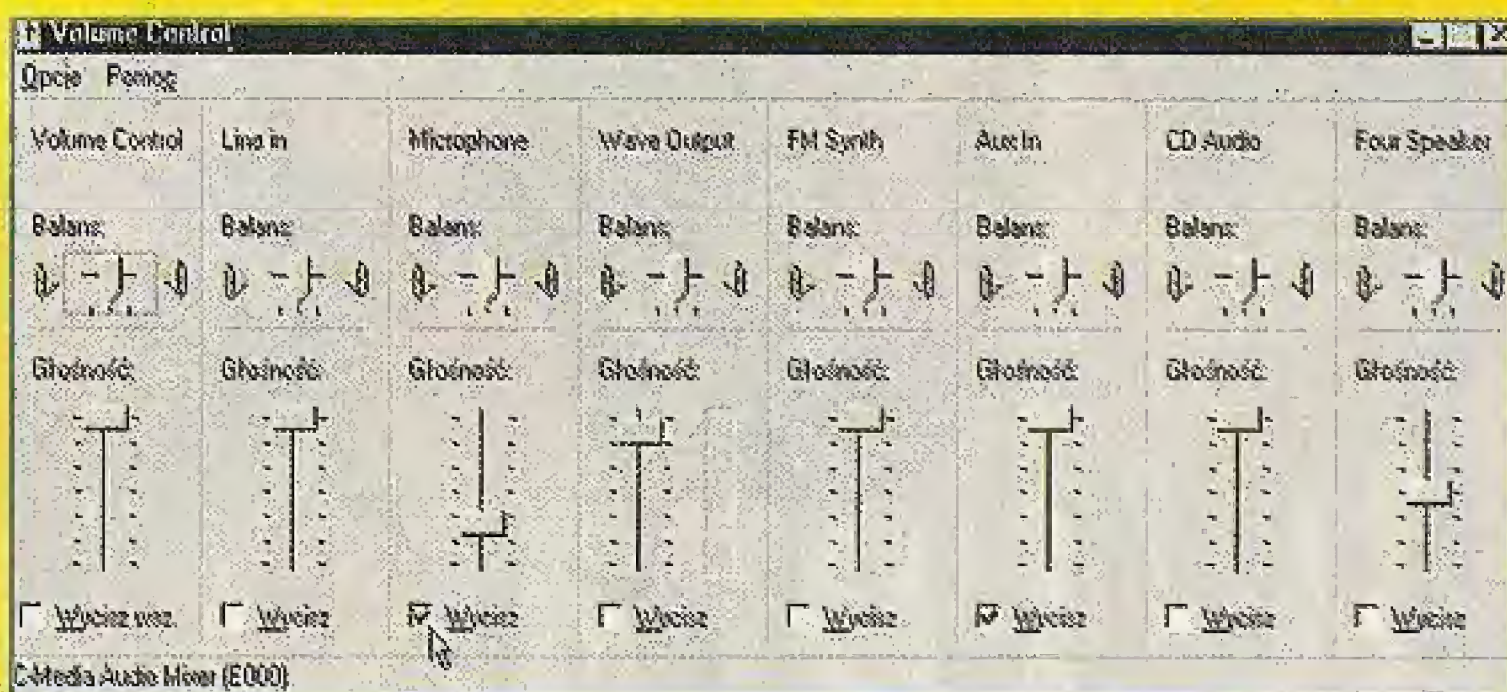 Volume Control
Opcje Pomoc
Volume Control Line in Microphone Wave Output FM Synth Aux In CD Audio Four Speaker
Balans: Balans: Balans: Balans: Balans: Balans: Balans: Balans:
Głośność: Głośność: Głośność: Głośność: Głośność: Głośność: Głośność: Głośność:
Wycisz wsz. Wycisz Wycisz Wycisz Wycisz Wycisz Wycisz Wycisz
C-Media Audio Mixer (E000)